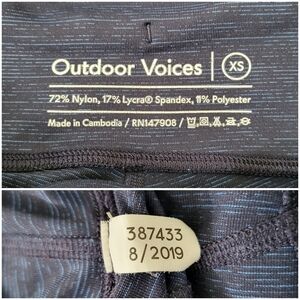 Outdoor Voices | XS
72% Nylon, 17% Lycra® Spandex, 11% Polyester
Made in Cambodia / RN147908 /
387433
8/2019